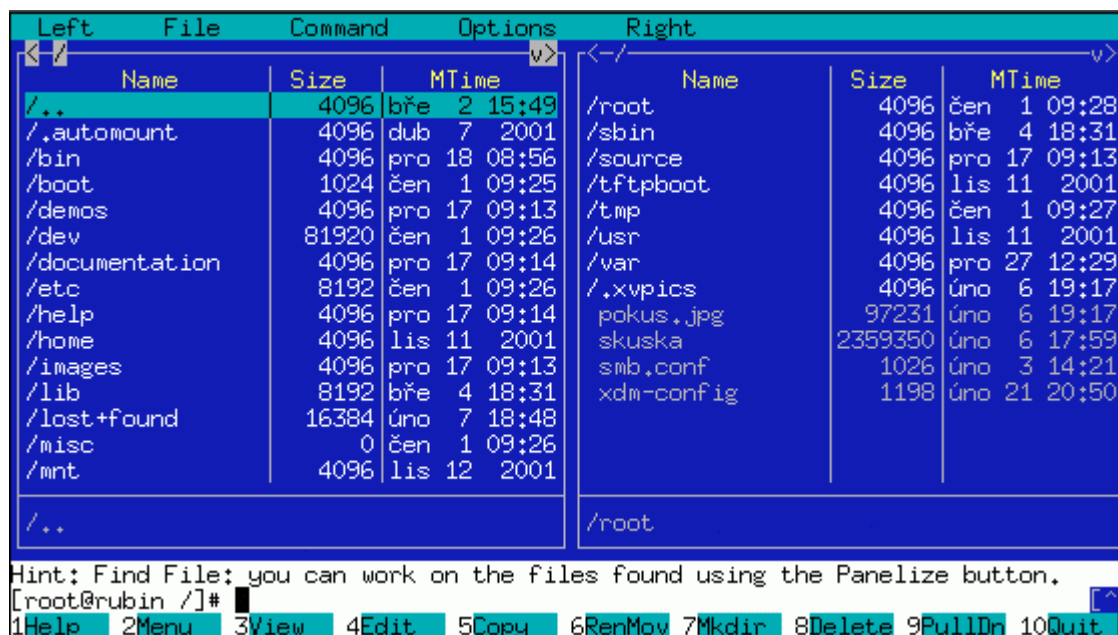 Left File Command Options Right
<-/ v> <-/ v>
Name Size MTime Name Size MTime
/.. 4096 bře 2 15:49 /root 4096 čen 1 09:28
/.automount 4096 dub 7 2001 /sbin 4096 bře 4 18:31
/bin 4096 pro 18 08:56 /source 4096 pro 17 09:13
/boot 1024 čen 1 09:25 /tftpboot 4096 lis 11 2001
/demos 4096 pro 17 09:13 /tmp 4096 čen 1 09:27
/dev 81920 čen 1 09:26 /usr 4096 lis 11 2001
/documentation 4096 pro 17 09:14 /var 4096 pro 27 12:29
/etc 8192 čen 1 09:26 /.xvpics 4096 úno 6 19:17
/help 4096 pro 17 09:14 pokus.jpg 97231 úno 6 19:17
/home 4096 lis 11 2001 skuska 2359350 úno 6 17:59
/images 4096 pro 17 09:13 smb.conf 1026 úno 3 14:21
/lib 8192 bře 4 18:31 xdm-config 1198 úno 21 20:50
/lost+found 16384 úno 7 18:48
/misc 0 čen 1 09:26
/mnt 4096 lis 12 2001
/.. /root
Hint: Find File: you can work on the files found using the Panelize button.
[root@rubin /]# [^
1Help 2Menu 3View 4Edit 5Copy 6RenMov 7Mkdir 8Delete 9PullDn 10Quit